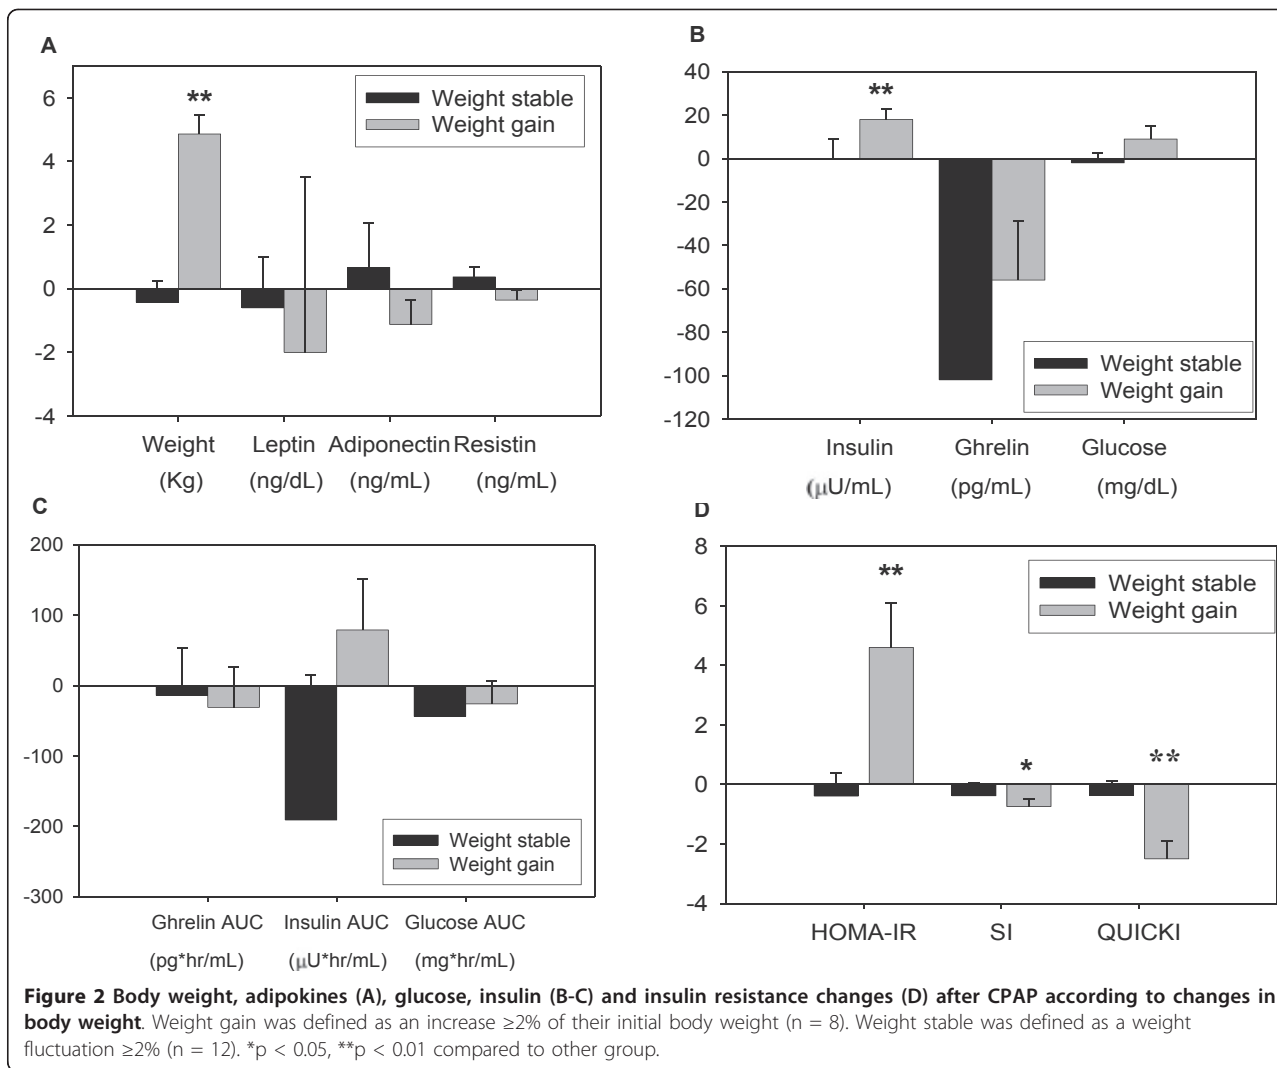 A
6
4
2
0
-2
-4
**
Weight stable
Weight gain
Weight Leptin Adiponectin Resistin
(Kg) (ng/dL) (ng/mL) (ng/mL)
B
40
20
0
-20
-40
-60
-80
-100
-120
**
Weight stable
Weight gain
Insulin Ghrelin Glucose
(µU/mL) (pg/mL) (mg/dL)
C
200
100
0
-100
-200
-300
Weight stable
Weight gain
Ghrelin AUC Insulin AUC Glucose AUC
(pg*hr/mL) (µU*hr/mL) (mg*hr/mL)
D
8
6
4
2
0
-2
-4
**
*
**
Weight stable
Weight gain
HOMA-IR SI QUICKI
Figure 2 Body weight, adipokines (A), glucose, insulin (B-C) and insulin resistance changes (D) after CPAP according to changes in
body weight. Weight gain was defined as an increase ≥2% of their initial body weight (n = 8). Weight stable was defined as a weight
fluctuation ≥2% (n = 12). *p < 0.05, **p < 0.01 compared to other group.